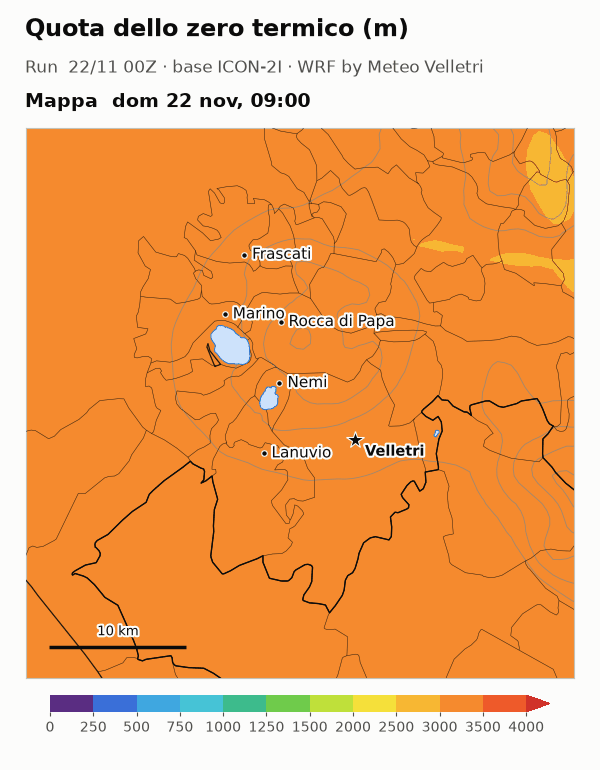 Quota dello zero termico (m)
Run 22/11 00Z · base ICON-2I · WRF by Meteo Velletri
Mappa dom 22 nov, 09:00
Frascati
Marino
Rocca di Papa
Nemi
Velletri
Lanuvio
10 km
0 250 500 750 1000 1250 1500 2000 2500 3000 3500 4000